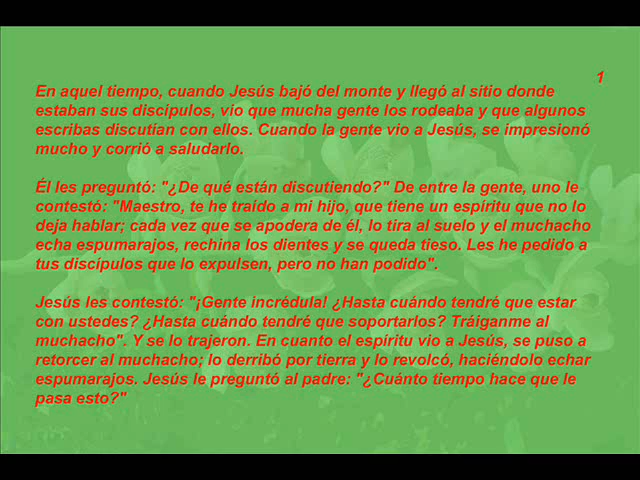 1
En aquel tiempo, cuando Jesús bajó del monte y llegó al sitio donde
estaban sus discípulos, vio que mucha gente los rodeaba y que algunos
escribas discutían con ellos. Cuando la gente vio a Jesús, se impresionó
mucho y corrió a saludarlo.
Él les preguntó: "¿De qué están discutiendo?" De entre la gente, uno le
contestó: "Maestro, te he traído a mi hijo, que tiene un espíritu que no lo
deja hablar; cada vez que se apodera de él, lo tira al suelo y el muchacho
echa espumarajos, rechina los dientes y se queda tieso. Les he pedido a
tus discípulos que lo expulsen, pero no han podido".
Jesús les contestó: "¡Gente incrédula! ¿Hasta cuándo tendré que estar
con ustedes? ¿Hasta cuándo tendré que soportarlos? Tráiganme al
muchacho". Y se lo trajeron. En cuanto el espíritu vio a Jesús, se puso a
retorcer al muchacho; lo derribó por tierra y lo revolcó, haciéndolo echar
espumarajos. Jesús le preguntó al padre: "¿Cuánto tiempo hace que le
pasa esto?"